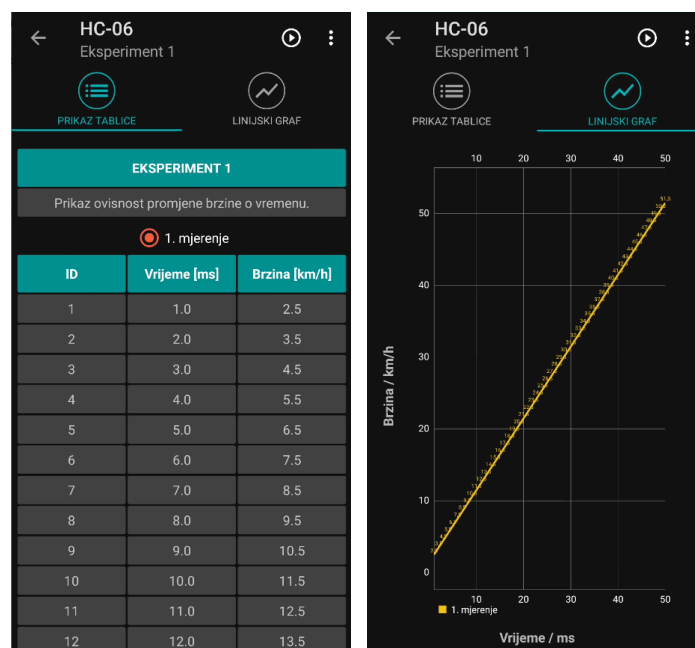 HC-06
Eksperiment 1
PRIKAZ TABLICE
LINIJSKI GRAF
EKSPERIMENT 1
Prikaz ovisnost promjene brzine o vremenu.
1. mjerenje
ID Vrijeme [ms] Brzina [km/h]
1 1.0 2.5
2 2.0 3.5
3 3.0 4.5
4 4.0 5.5
5 5.0 6.5
6 6.0 7.5
7 7.0 8.5
8 8.0 9.5
9 9.0 10.5
10 10.0 11.5
11 11.0 12.5
12 12.0 13.5
HC-06
Eksperiment 1
PRIKAZ TABLICE
LINIJSKI GRAF
10 20 30 40 50
50
40
30
20
10
0
Brzina / km/h
51,5
10 20 30 40 50
1. mjerenje
Vrijeme / ms